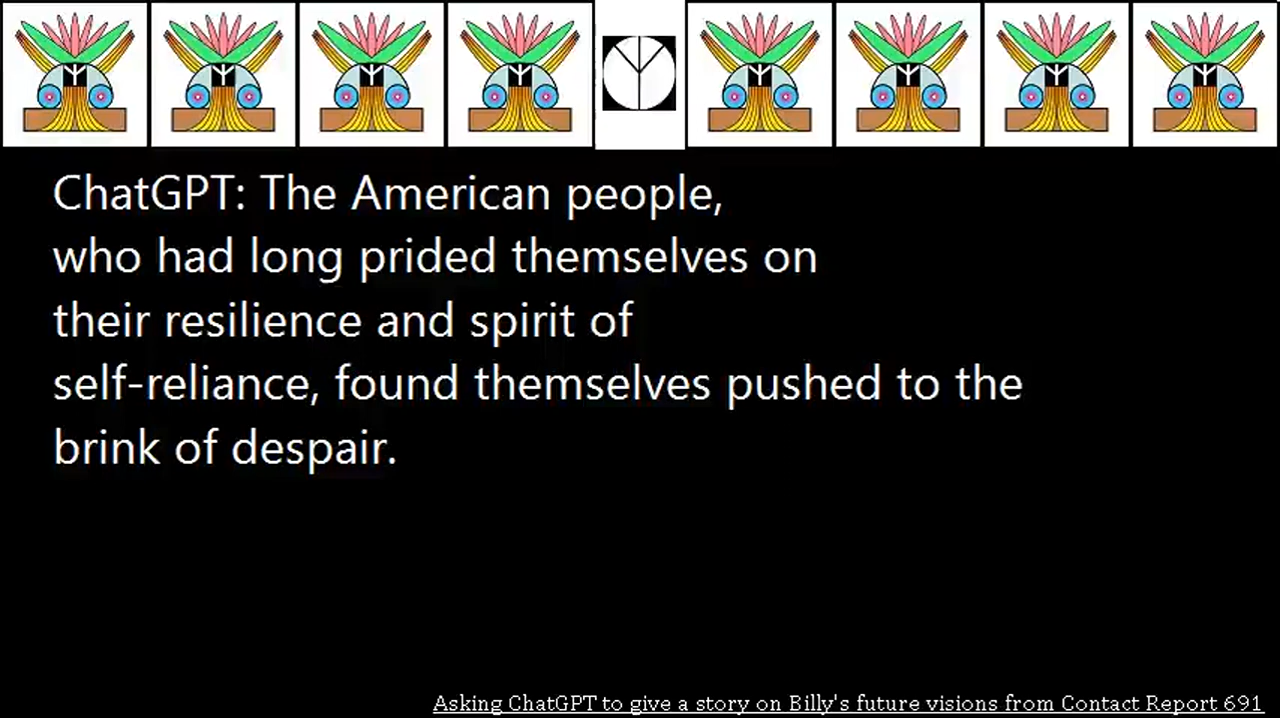 ChatGPT: The American people,
who had long prided themselves on
their resilience and spirit of
self-reliance, found themselves pushed to the
brink of despair.
Asking ChatGPT to give a story on Billy's future visions from Contact Report 691